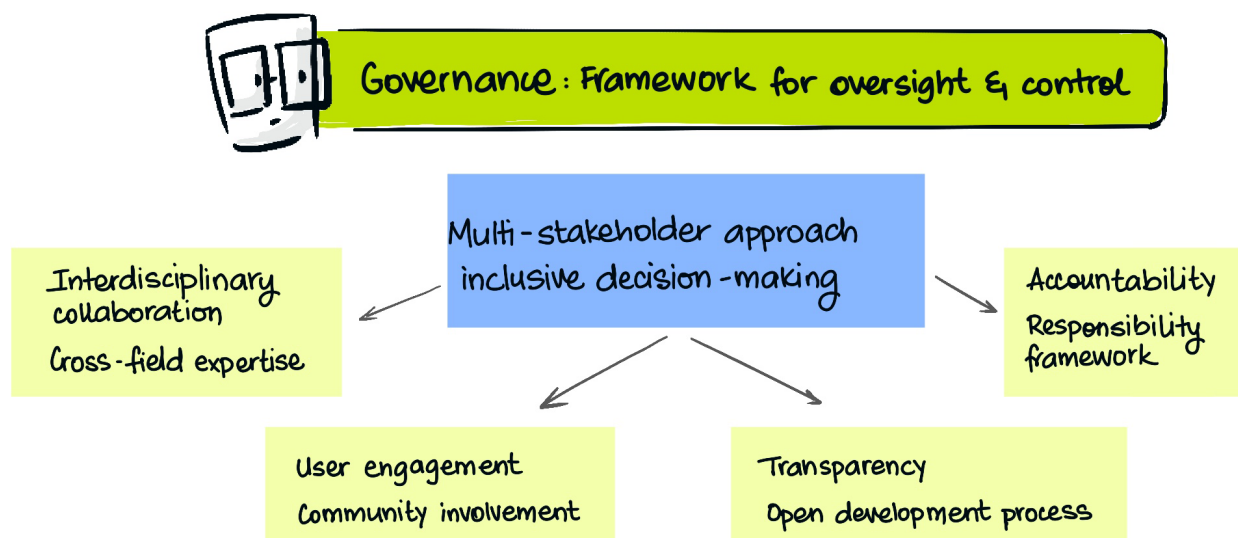 Governance: Framework for oversight & control
Multi-stakeholder approach
inclusive decision-making
Interdisciplinary
collaboration
Cross-field expertise
Accountability
Responsibility
framework
User engagement
Community involvement
Transparency
Open development process